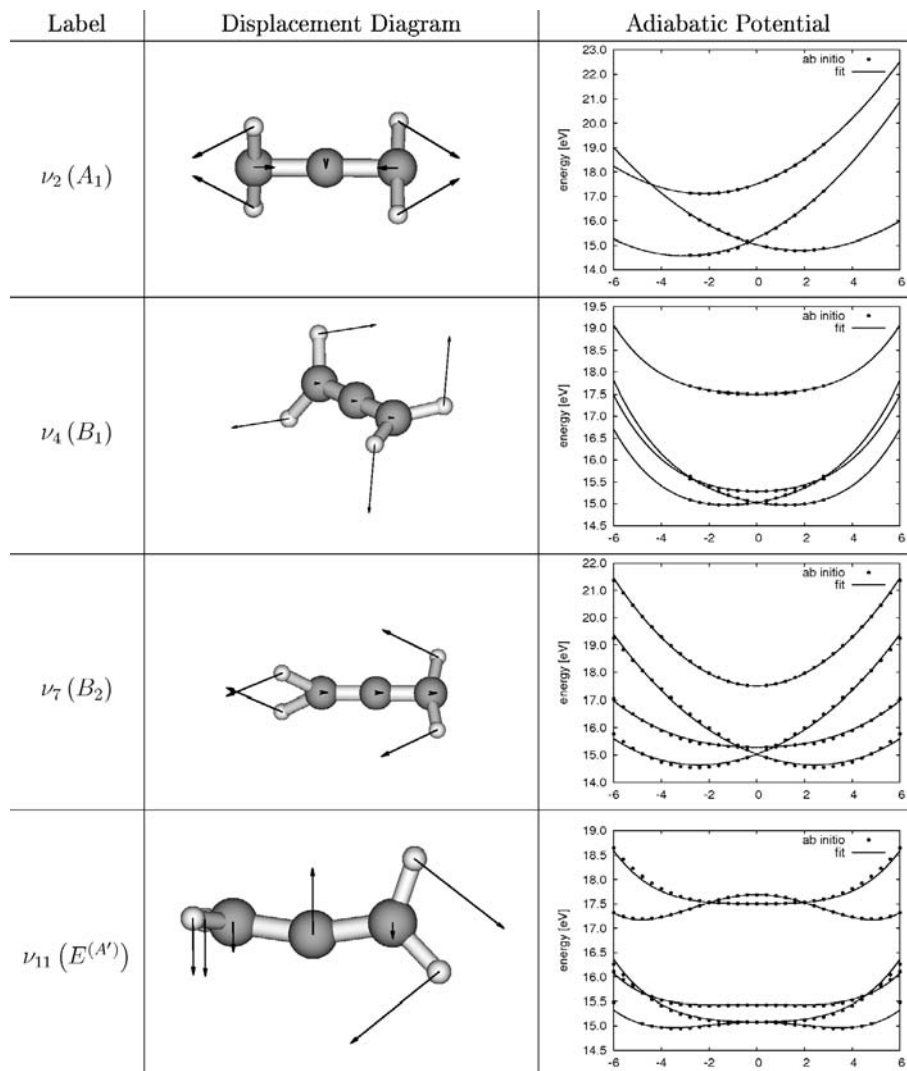 Label Displacement Diagram Adiabatic Potential
ν₂ (A₁)
energy [eV]
ab initio
fit
23.0
22.0
21.0
20.0
19.0
18.0
17.0
16.0
15.0
14.0
-6 -4 -2 0 2 4 6
ν₄ (B₁)
energy [eV]
ab initio
fit
19.5
19.0
18.5
18.0
17.5
17.0
16.5
16.0
15.5
15.0
14.5
-6 -4 -2 0 2 4 6
ν₇ (B₂)
energy [eV]
ab initio
fit
22.0
21.0
20.0
19.0
18.0
17.0
16.0
15.0
14.0
-6 -4 -2 0 2 4 6
ν₁₁ (E⁽ᴬ′⁾)
energy [eV]
ab initio
fit
19.0
18.5
18.0
17.5
17.0
16.5
16.0
15.5
15.0
14.5
-6 -4 -2 0 2 4 6